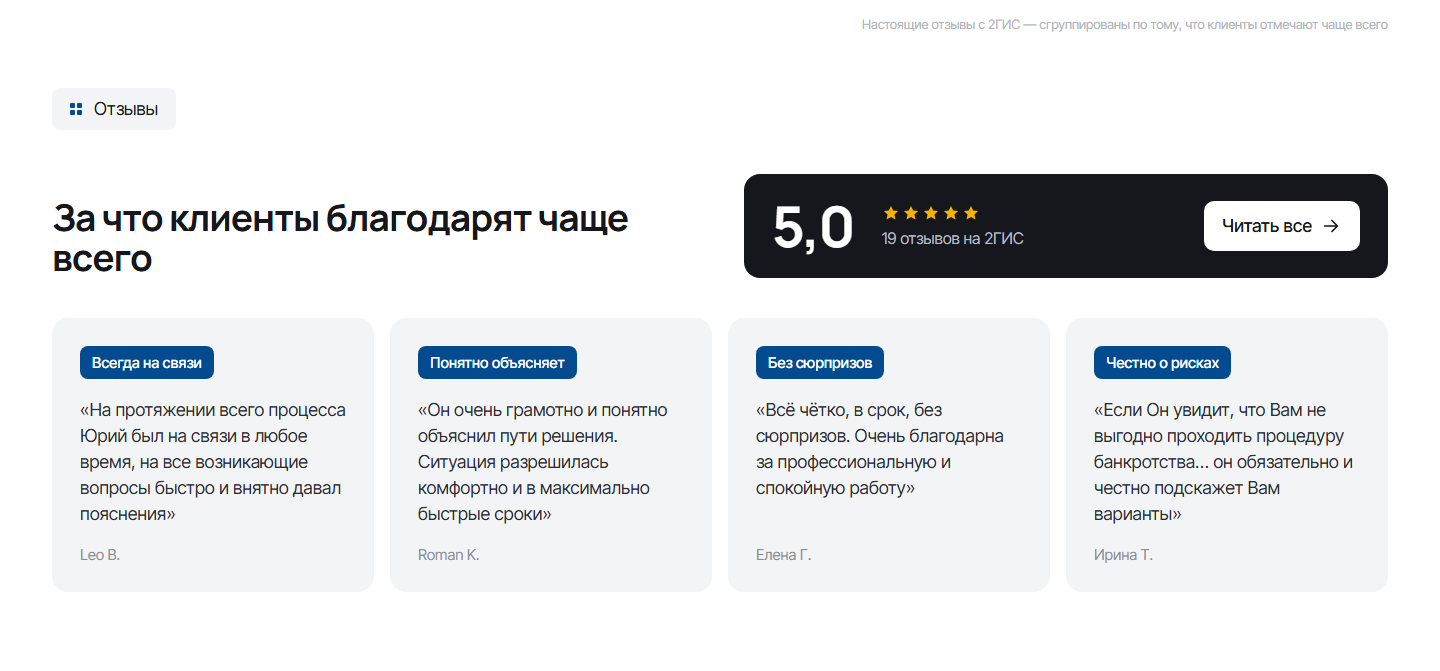 Настоящие отзывы с 2ГИС — сгруппированы по тому, что клиенты отмечают чаще всего
Отзывы
За что клиенты благодарят чаще
всего
5,0
19 отзывов на 2ГИС
Читать все →
Всегда на связи
«На протяжении всего процесса
Юрий был на связи в любое
время, на все возникающие
вопросы быстро и внятно давал
пояснения»
Leo B.
Понятно объясняет
«Он очень грамотно и понятно
объяснил пути решения.
Ситуация разрешилась
комфортно и в максимально
быстрые сроки»
Roman K.
Без сюрпризов
«Всё чётко, в срок, без
сюрпризов. Очень благодарна
за профессиональную и
спокойную работу»
Елена Г.
Честно о рисках
«Если Он увидит, что Вам не
выгодно проходить процедуру
банкротства… он обязательно и
честно подскажет Вам
варианты»
Ирина Т.